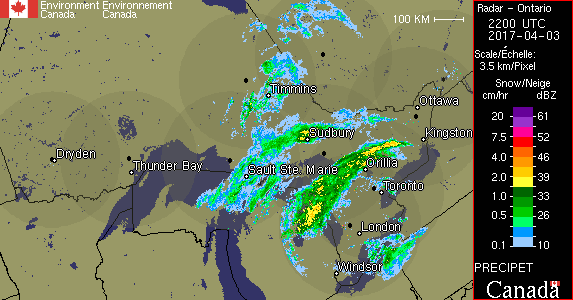 Environment Environnement
Canada Canada
100 KM
Radar - Ontario
2200 UTC
2017-04-03
Scale/Échelle:
3.5 km/Pixel
Snow/Neige
cm/hr dBZ
20 61
7.5 52
4.0 46
2.0 39
1.0 33
0.5 26
0.1 10
PRECIPET
Canada
Timmins
Ottawa
Sudbury
Kingston
Dryden
Thunder Bay
Sault Ste. Marie
Orillia
Toronto
London
Windsor